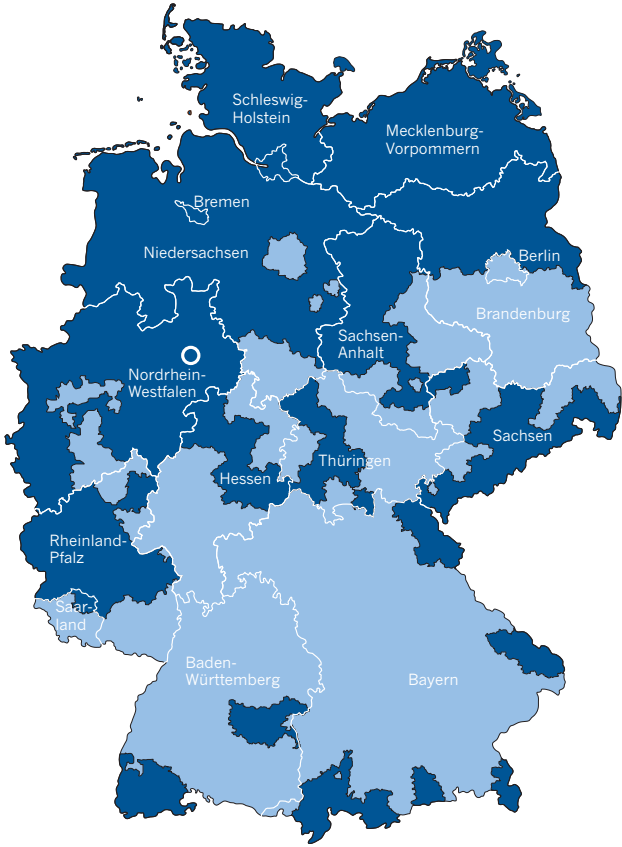 Schleswig-
Holstein
Mecklenburg-
Vorpommern
Bremen
Niedersachsen
Berlin
Brandenburg
Sachsen-
Anhalt
Nordrhein-
Westfalen
Sachsen
Thüringen
Hessen
Rheinland-
Pfalz
Saar-
land
Baden-
Württemberg
Bayern